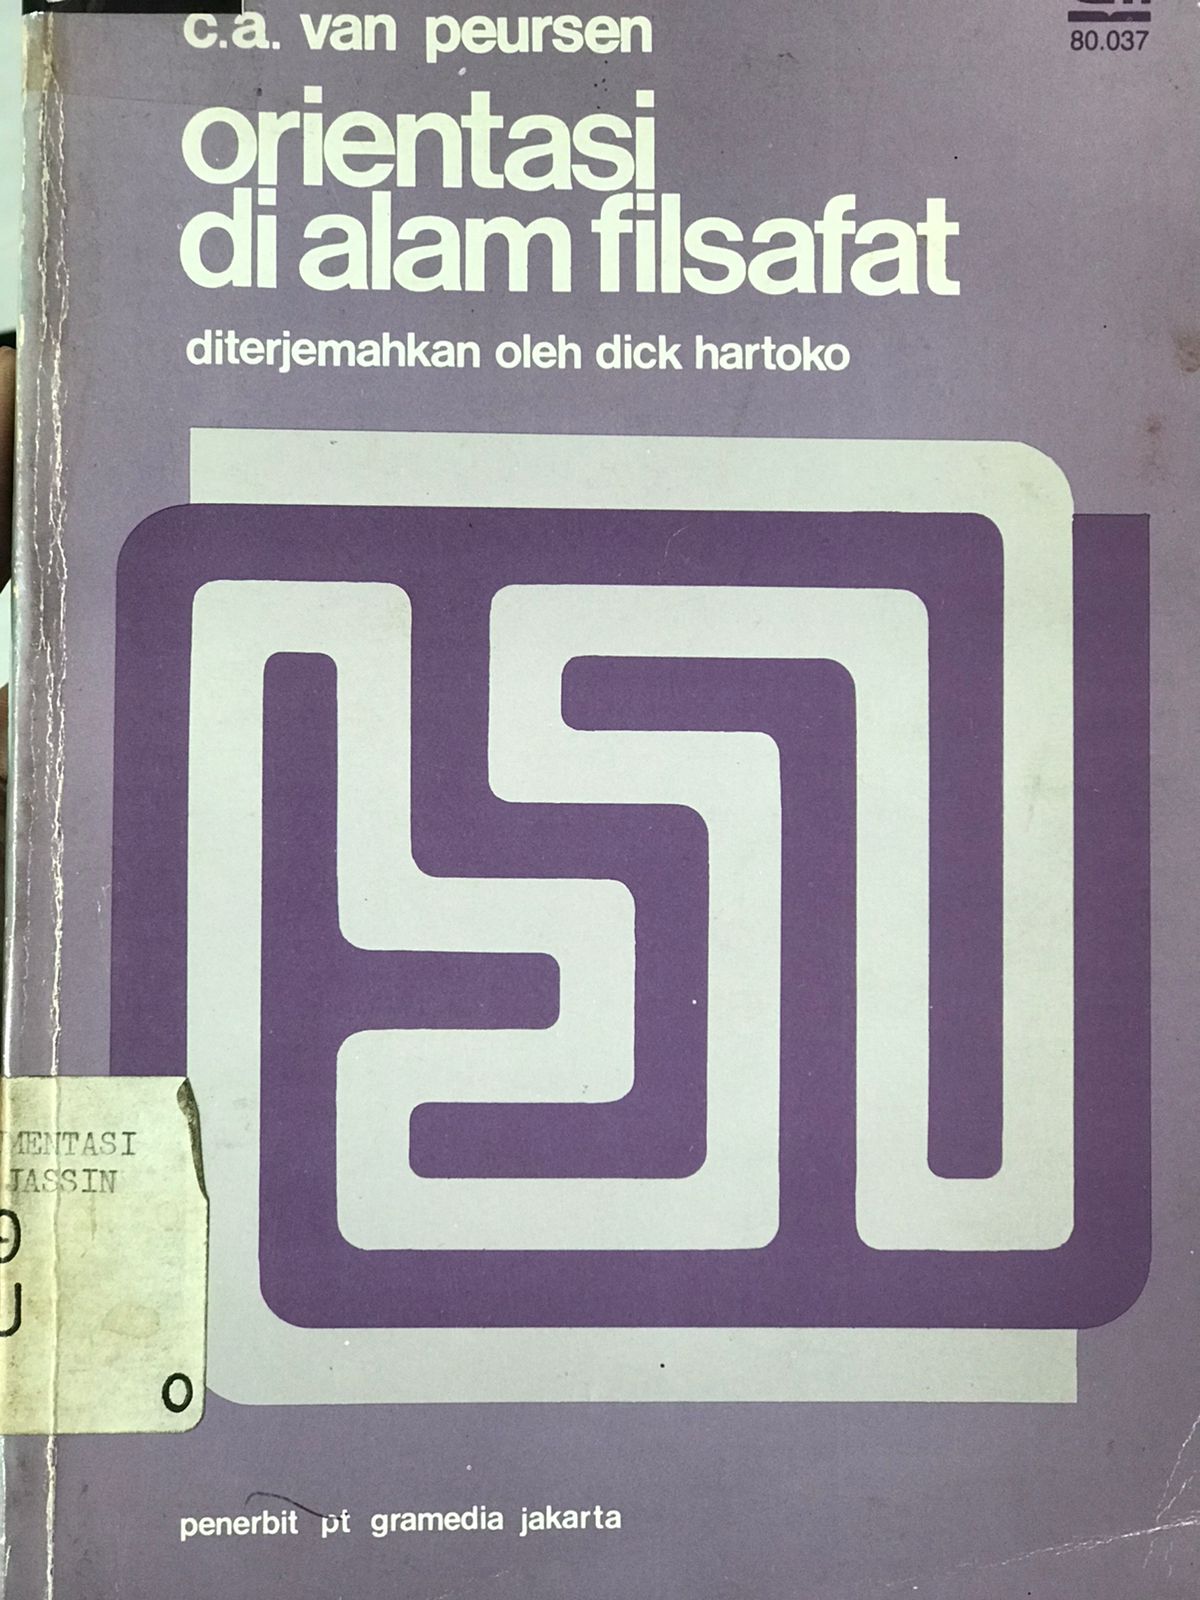 c.a. van peursen
80.037
orientasi
di alam filsafat
diterjemahkan oleh dick hartoko
MENTASI
JASSIN
O
penerbit pt gramedia jakarta